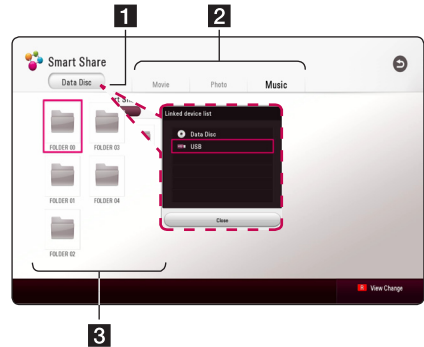 1
2
Smart Share
Data Disc
Movie
Photo
Music
Linked device list
Data Disc
USB
Close
FOLDER 00
FOLDER 03
FOLDER 01
FOLDER 04
FOLDER 02
View Change
3